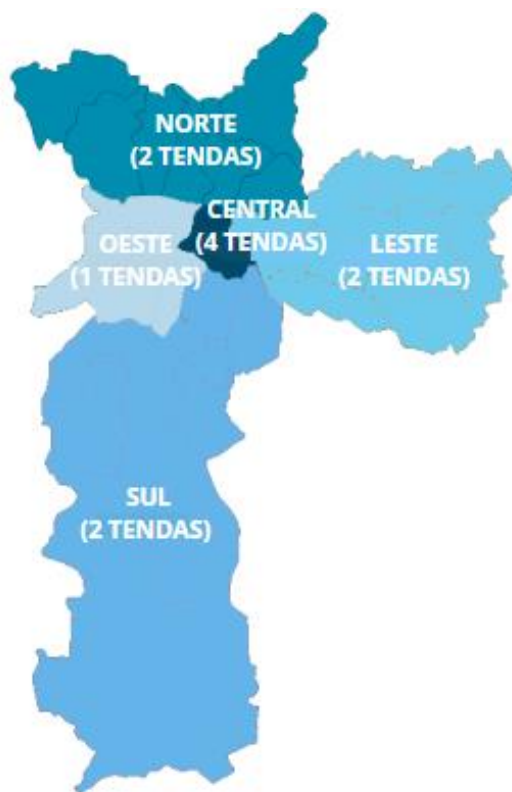 NORTE
(2 TENDAS)
CENTRAL
(4 TENDAS)
OESTE
(1 TENDAS)
LESTE
(2 TENDAS)
SUL
(2 TENDAS)